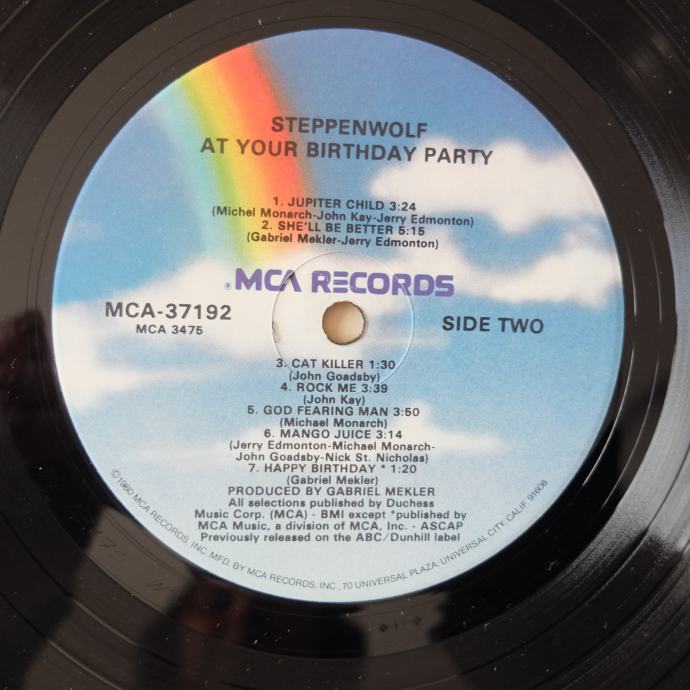 STEPPENWOLF
AT YOUR BIRTHDAY PARTY
1. JUPITER CHILD 3:24
(Michel Monarch-John Kay-Jerry Edmonton)
2. SHE'LL BE BETTER 5:15
(Gabriel Mekler-Jerry Edmonton)
®MCA RECORDS
MCA-37192
MCA 3475
SIDE TWO
3. CAT KILLER 1:30
(John Goadsby)
4. ROCK ME 3:39
(John Kay)
5. GOD FEARING MAN 3:50
(Michael Monarch)
6. MANGO JUICE 3:14
(Jerry Edmonton-Michael Monarch-
John Goadsby-Nick St. Nicholas)
7. HAPPY BIRTHDAY * 1:20
(Gabriel Mekler)
PRODUCED BY GABRIEL MEKLER
All selections published by Duchess
Music Corp. (MCA) - BMI except *published by
MCA Music, a division of MCA, Inc. - ASCAP
Previously released on the ABC/Dunhill label
©1980 MCA RECORDS, INC. MFD. BY MCA RECORDS, INC., 70 UNIVERSAL PLAZA, UNIVERSAL CITY, CALIF. 91608